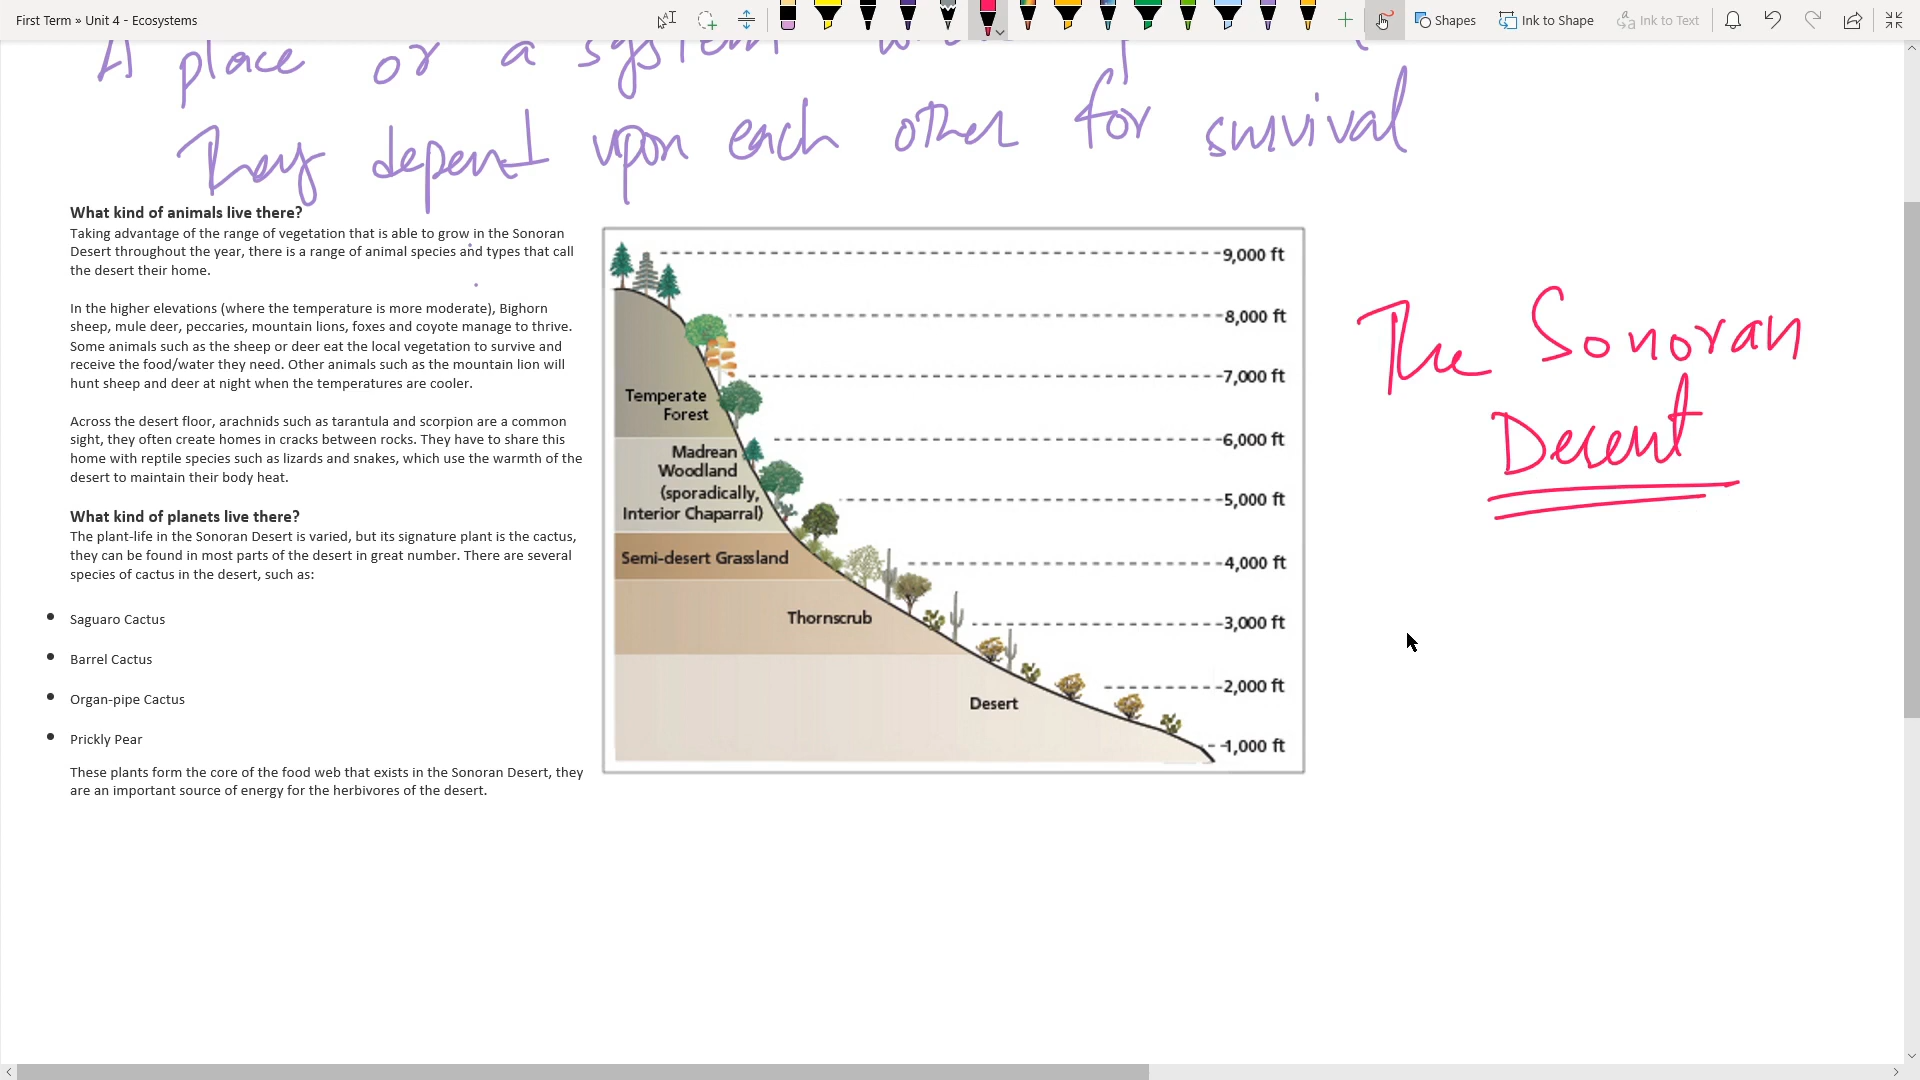 First Term » Unit 4 - Ecosystems
Shapes
Ink to Shape
Ink to Text
A place or a system
They depend upon each other for survival
What kind of animals live there?
Taking advantage of the range of vegetation that is able to grow in the Sonoran
Desert throughout the year, there is a range of animal species and types that call
the desert their home.
In the higher elevations (where the temperature is more moderate), Bighorn
sheep, mule deer, peccaries, mountain lions, foxes and coyote manage to thrive.
Some animals such as the sheep or deer eat the local vegetation to survive and
receive the food/water they need. Other animals such as the mountain lion will
hunt sheep and deer at night when the temperatures are cooler.
Across the desert floor, arachnids such as tarantula and scorpion are a common
sight, they often create homes in cracks between rocks. They have to share this
home with reptile species such as lizards and snakes, which use the warmth of the
desert to maintain their body heat.
What kind of planets live there?
The plant-life in the Sonoran Desert is varied, but its signature plant is the cactus,
they can be found in most parts of the desert in great number. There are several
species of cactus in the desert, such as:
• Saguaro Cactus
• Barrel Cactus
• Organ-pipe Cactus
• Prickly Pear
These plants form the core of the food web that exists in the Sonoran Desert, they
are an important source of energy for the herbivores of the desert.
9,000 ft
8,000 ft
7,000 ft
Temperate
Forest
6,000 ft
Madrean
Woodland
(sporadically,
Interior Chaparral)
5,000 ft
Semi-desert Grassland
4,000 ft
Thornscrub
3,000 ft
2,000 ft
Desert
1,000 ft
The Sonoran
Desert